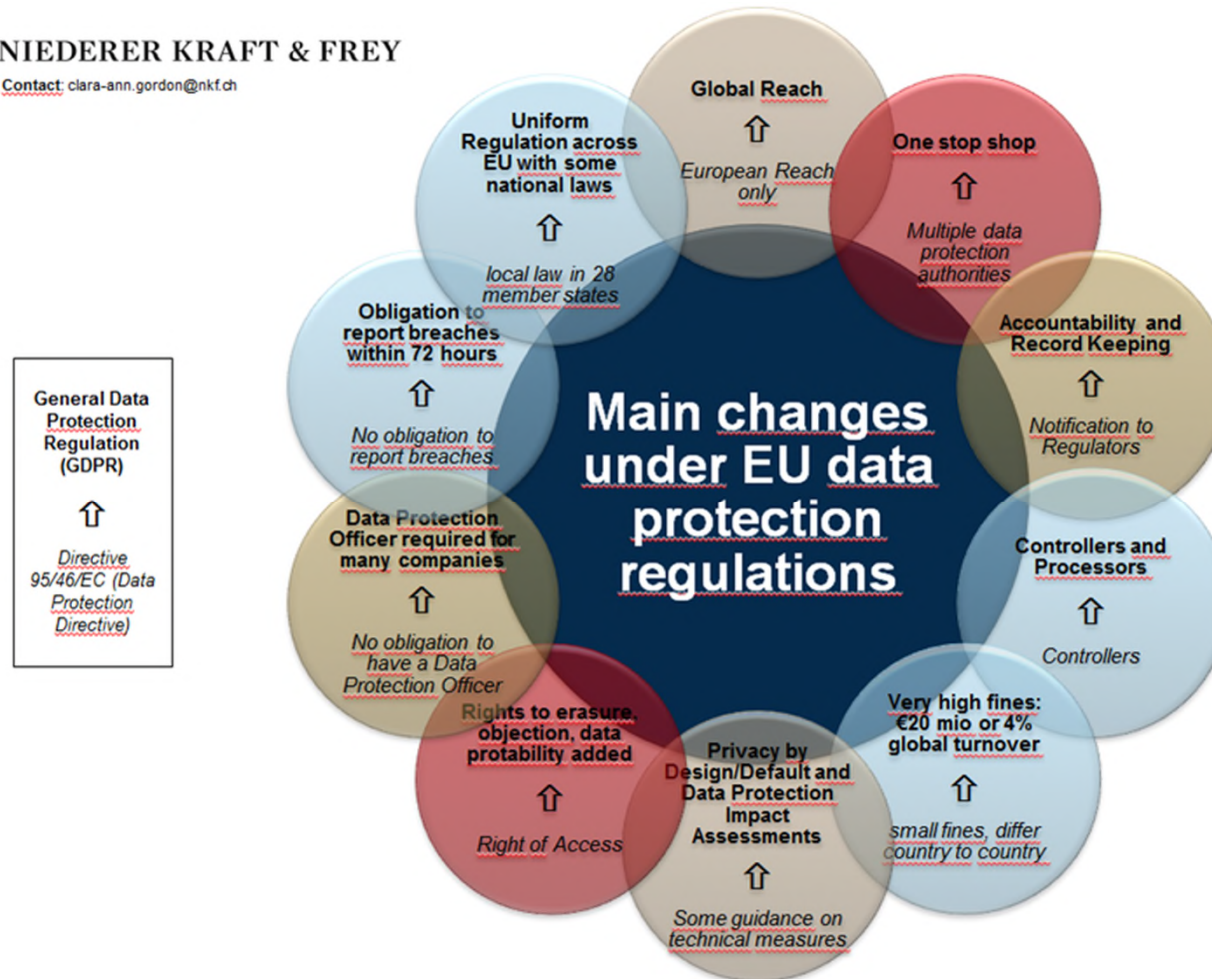 NIEDERER KRAFT & FREY
Contact: clara-ann.gordon@nkf.ch
General Data
Protection
Regulation
(GDPR)
⇧
Directive
95/46/EC (Data
Protection
Directive)
Main changes
under EU data
protection
regulations
Global Reach
⇧
European Reach
only
One stop shop
⇧
Multiple data
protection
authorities
Accountability and
Record Keeping
⇧
Notification to
Regulators
Controllers and
Processors
⇧
Controllers
Very high fines:
€20 mio or 4%
global turnover
⇧
small fines, differ
country to country
Privacy by
Design/Default and
Data Protection
Impact
Assessments
⇧
Some guidance on
technical measures
Rights to erasure,
objection, data
protability added
⇧
Right of Access
Data Protection
Officer required for
many companies
⇧
No obligation to
have a Data
Protection Officer
Obligation to
report breaches
within 72 hours
⇧
No obligation to
report breaches
Uniform
Regulation across
EU with some
national laws
⇧
local law in 28
member states